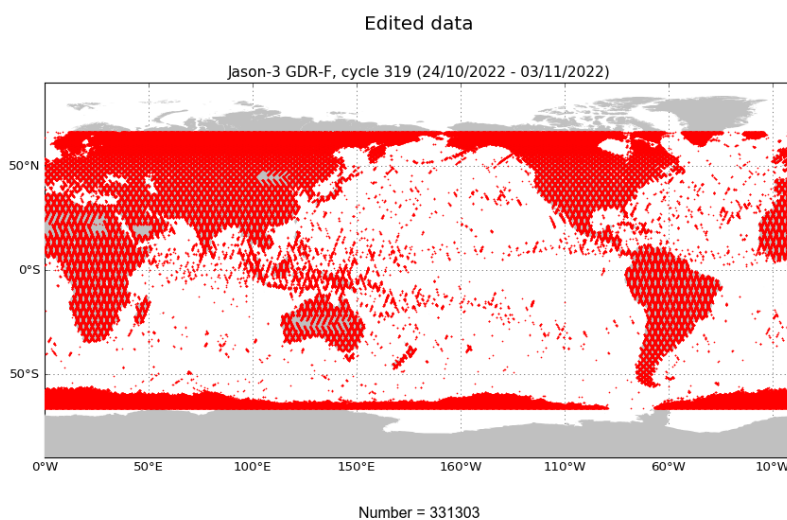 Edited data
Jason-3 GDR-F, cycle 319 (24/10/2022 - 03/11/2022)
50°N
0°S
50°S
0°W 50°E 100°E 150°E 160°W 110°W 60°W 10°W
Number = 331303